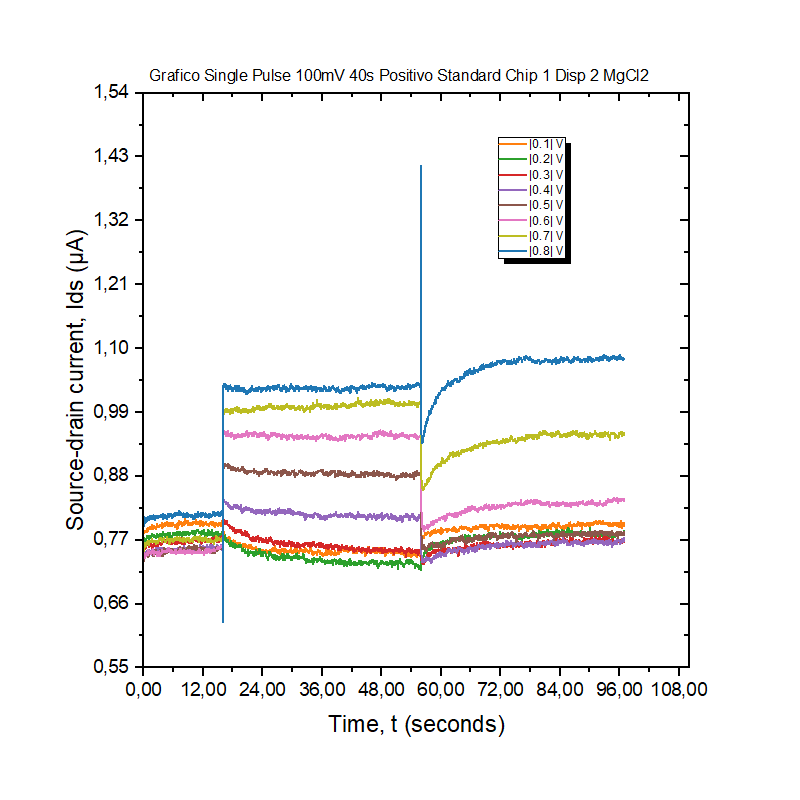 Grafico Single Pulse 100mV 40s Positivo Standard Chip 1 Disp 2 MgCl2
1,54
1,43
1,32
1,21
1,10
0,99
0,88
0,77
0,66
0,55
Source-drain current, Ids (µA)
|0.1| V
|0.2| V
|0.3| V
|0.4| V
|0.5| V
|0.6| V
|0.7| V
|0.8| V
0,00 12,00 24,00 36,00 48,00 60,00 72,00 84,00 96,00 108,00
Time, t (seconds)